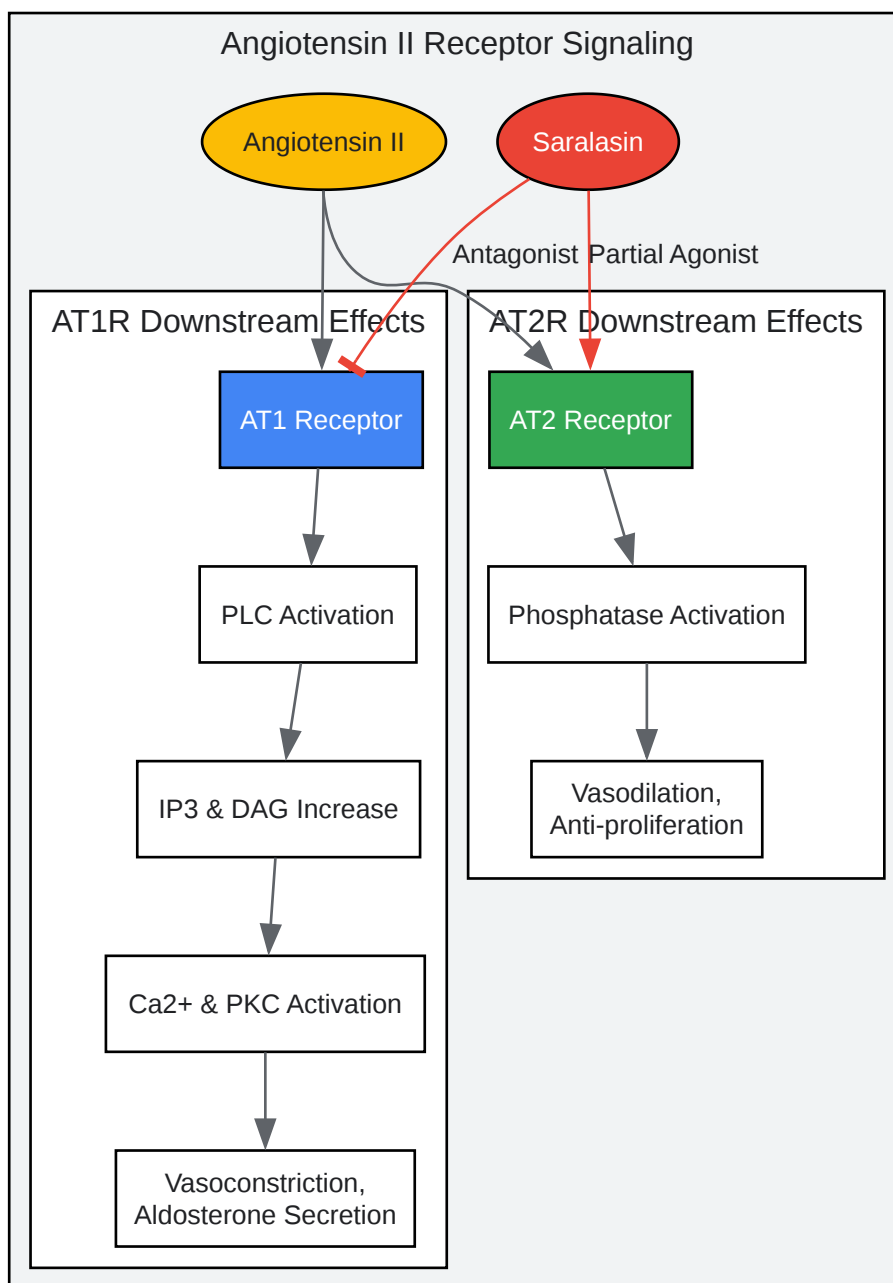 Angiotensin II Receptor Signaling
Angiotensin II
Saralasin
Antagonist
Partial Agonist
AT1R Downstream Effects
AT1 Receptor
PLC Activation
IP3 & DAG Increase
Ca2+ & PKC Activation
Vasoconstriction,
Aldosterone Secretion
AT2R Downstream Effects
AT2 Receptor
Phosphatase Activation
Vasodilation,
Anti-proliferation